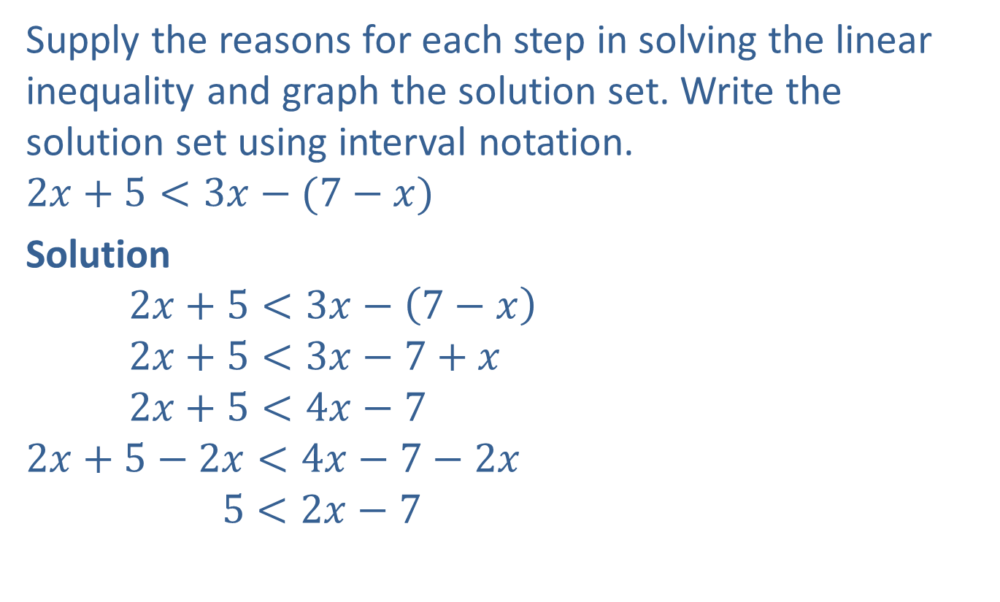 Supply the reasons for each step in solving the linear
inequality and graph the solution set. Write the
solution set using interval notation.
2𝑥 + 5 < 3𝑥 − (7 − 𝑥)
Solution
2𝑥 + 5 < 3𝑥 − (7 − 𝑥)
2𝑥 + 5 < 3𝑥 − 7 + 𝑥
2𝑥 + 5 < 4𝑥 − 7
2𝑥 + 5 − 2𝑥 < 4𝑥 − 7 − 2𝑥
5 < 2𝑥 − 7